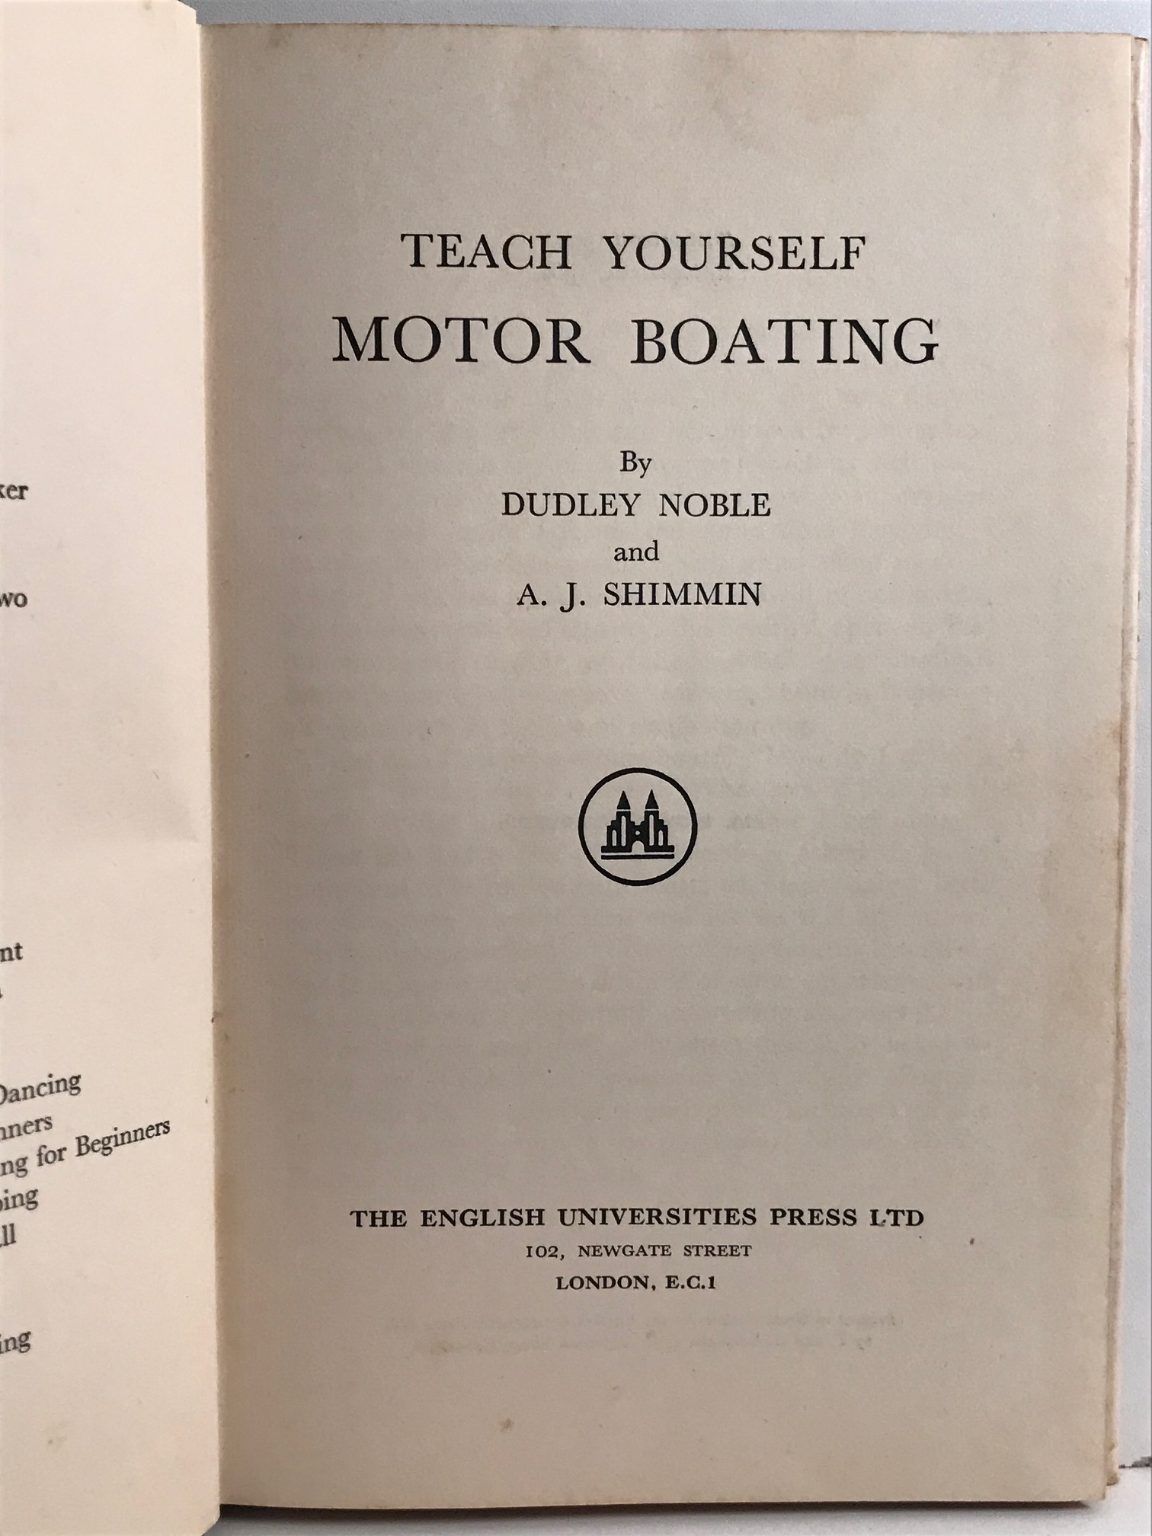 TEACH YOURSELF
MOTOR BOATING
By
DUDLEY NOBLE
and
A. J. SHIMMIN
THE ENGLISH UNIVERSITIES PRESS LTD
102, NEWGATE STREET
LONDON, E.C.1
ker
wo
nt
Dancing
nners
ng for Beginners
ing
ll
ing